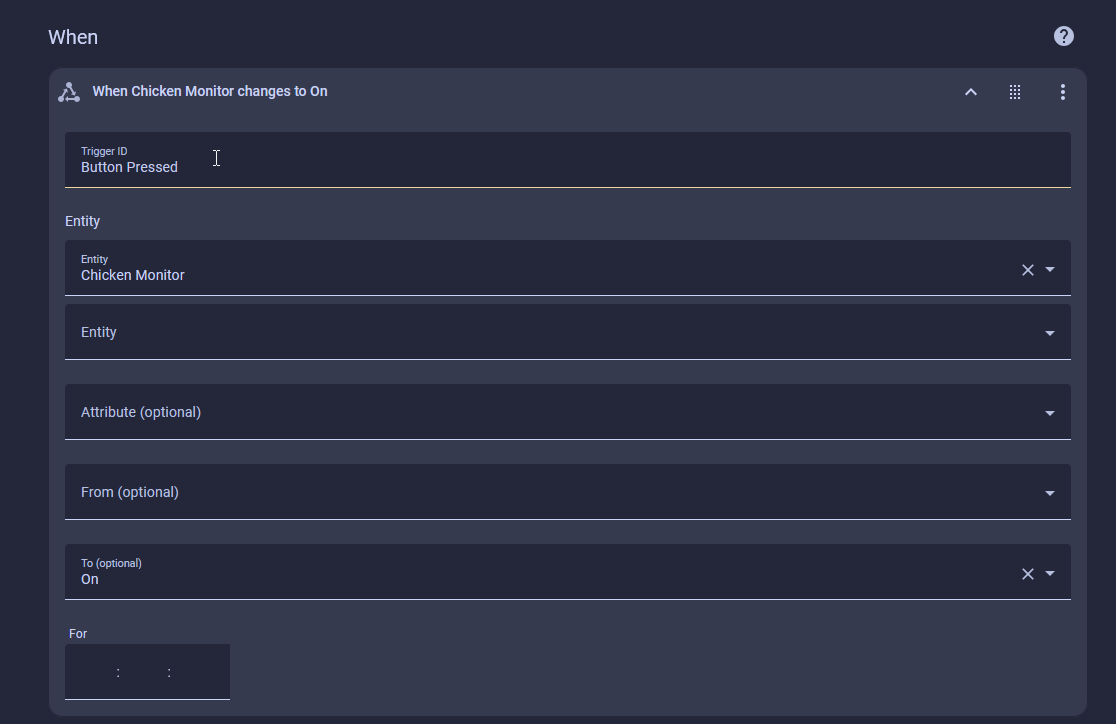 When
?
When Chicken Monitor changes to On
Trigger ID
Button Pressed
Entity
Entity
Chicken Monitor
Entity
Attribute (optional)
From (optional)
To (optional)
On
For
: :